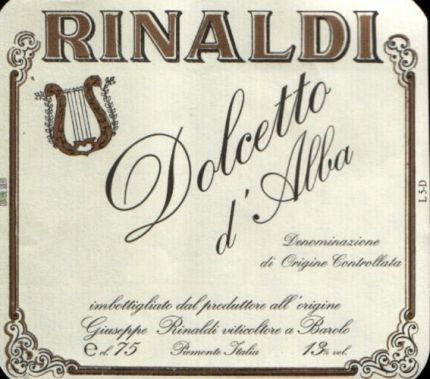 RINALDI
Dolcetto
d'Alba
Denominazione
di Origine Controllata
imbottigliato dal produttore all'origine
Giuseppe Rinaldi viticoltore a Barolo
e cl. 75 Piemonte Italia 13% vol.
L5-D